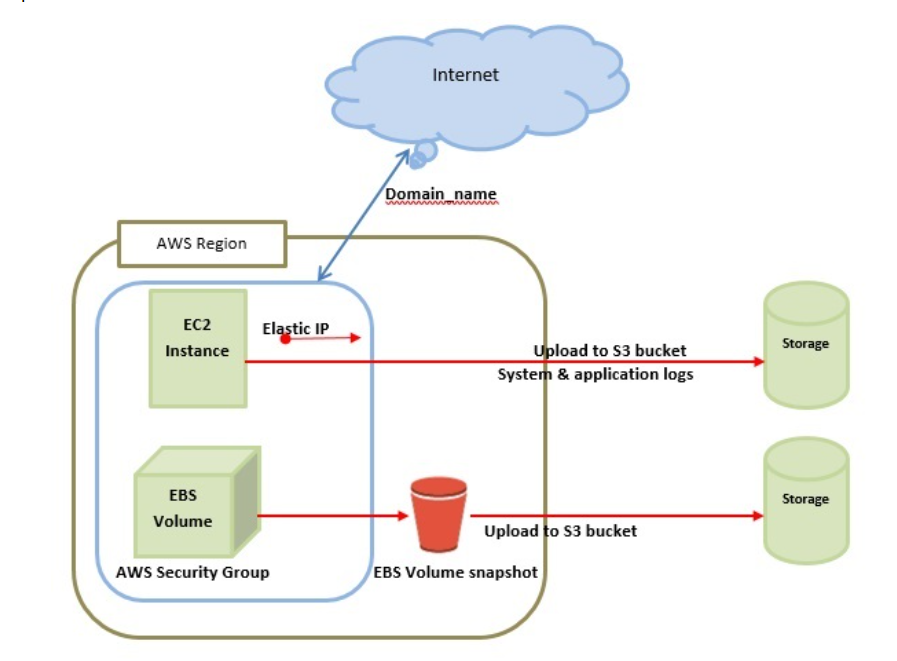 Internet
Domain_name
AWS Region
EC2
Instance
Elastic IP
Upload to S3 bucket
System & application logs
Storage
EBS
Volume
Storage
Upload to S3 bucket
AWS Security Group
EBS Volume snapshot